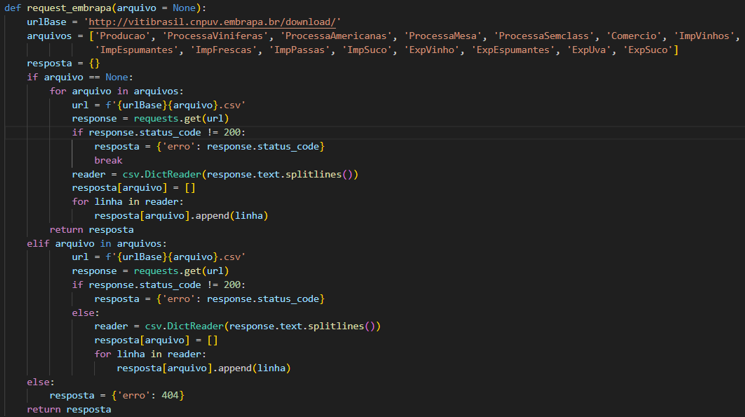 def request_embrapa(arquivo = None):
    urlBase = 'http://vitibrasil.cnpuv.embrapa.br/download/'
    arquivos = ['Producao', 'ProcessaViniferas', 'ProcessaAmericanas', 'ProcessaMesa', 'ProcessaSemclass', 'Comercio', 'ImpVinhos',
                'ImpEspumantes', 'ImpFrescas', 'ImpPassas', 'ImpSuco', 'ExpVinho', 'ExpEspumantes', 'ExpUva', 'ExpSuco']
    resposta = {}
    if arquivo == None:
        for arquivo in arquivos:
            url = f'{urlBase}{arquivo}.csv'
            response = requests.get(url)
            if response.status_code != 200:
                resposta = {'erro': response.status_code}
                break
            reader = csv.DictReader(response.text.splitlines())
            resposta[arquivo] = []
            for linha in reader:
                resposta[arquivo].append(linha)
        return resposta
    elif arquivo in arquivos:
            url = f'{urlBase}{arquivo}.csv'
            response = requests.get(url)
            if response.status_code != 200:
                resposta = {'erro': response.status_code}
            else:
                reader = csv.DictReader(response.text.splitlines())
                resposta[arquivo] = []
                for linha in reader:
                    resposta[arquivo].append(linha)
    else:
        resposta = {'erro': 404}
    return resposta